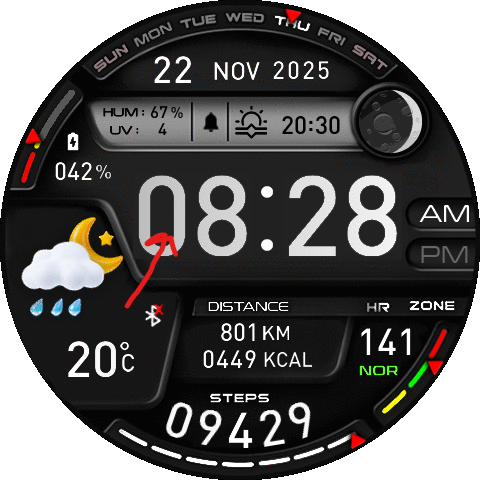 SUN MON TUE WED THU FRI SAT
22 NOV 2025
HUM: 67%
UV: 4
20:30
042%
08:28
AM
PM
20°C
DISTANCE
801 KM
0449 KCAL
HR ZONE
141
NOR
STEPS
09429